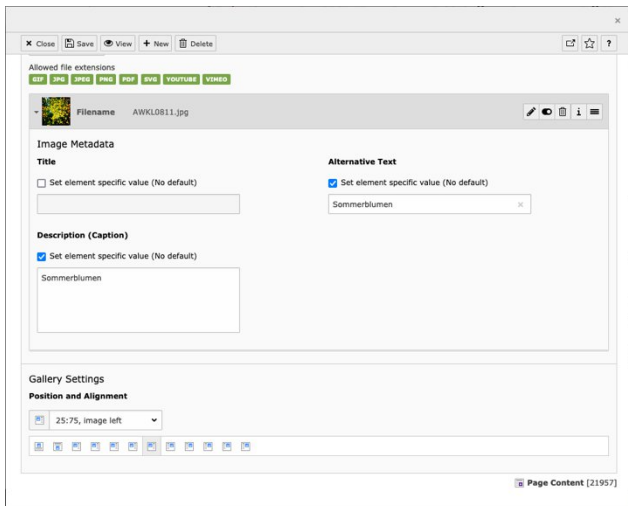 ×
× Close Save View + New Delete ?
Allowed file extensions
GIF JPG JPEG PNG PDF SVG YOUTUBE VIMEO
Filename AWKL0811.jpg i
Image Metadata
Title Alternative Text
Set element specific value (No default) Set element specific value (No default)
Sommerblumen ×
Description (Caption)
Set element specific value (No default)
Sommerblumen
Gallery Settings
Position and Alignment
25:75, image left
Page Content [21957]